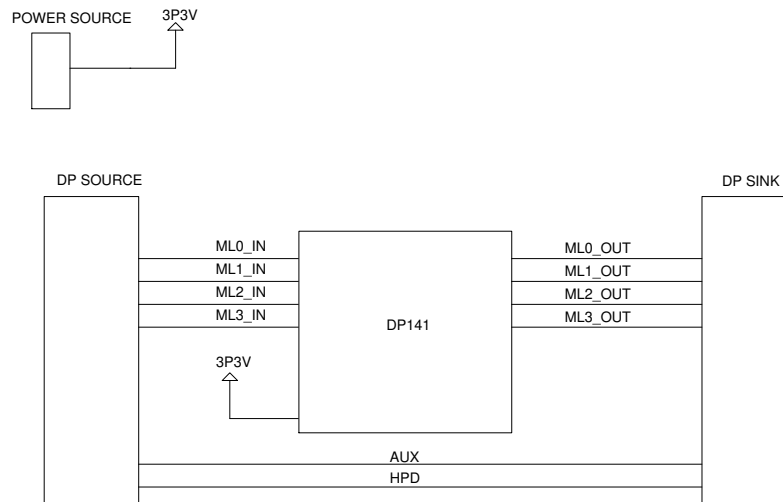 POWER SOURCE
3P3V
DP SOURCE
DP SINK
ML0_IN
ML0_OUT
ML1_IN
ML1_OUT
ML2_IN
ML2_OUT
ML3_IN
ML3_OUT
DP141
3P3V
AUX
HPD